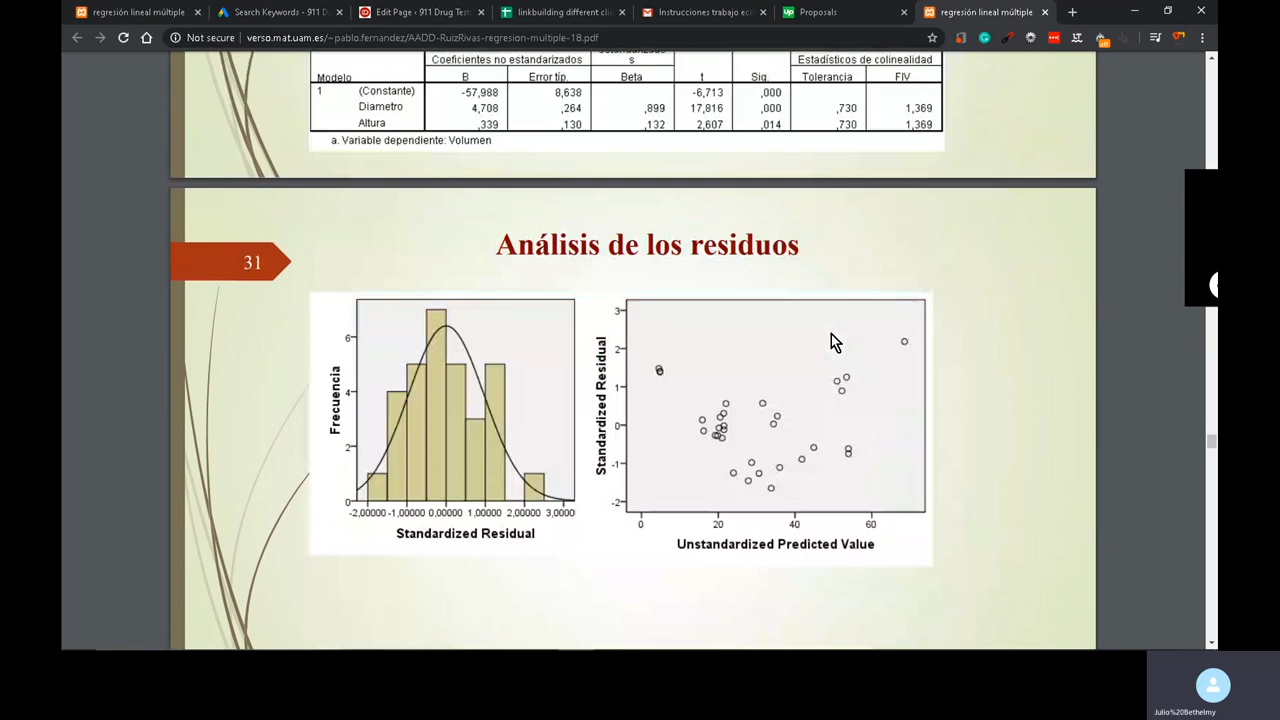 regresión lineal múltiple
Search Keywords - 911 D
Edit Page ‹ 911 Drug Test
linkbuilding different cli
Instrucciones trabajo eco
Proposals
regresión lineal múltiple
Not secure | verso.mat.uam.es/~pablo.fernandez/AADD-RuizRivas-regresion-multiple-18.pdf
Coeficientes no estandarizados
s
Estadísticos de colinealidad
Modelo B Error típ. Beta t Sig. Tolerancia FIV
1 (Constante) -57,988 8,638 -6,713 ,000
Diametro 4,708 ,264 ,899 17,816 ,000 ,730 1,369
Altura ,339 ,130 ,132 2,607 ,014 ,730 1,369
a. Variable dependiente: Volumen
31
Análisis de los residuos
Frecuencia
6
4
2
0
-2,00000 -1,00000 0,00000 1,00000 2,00000 3,0000
Standardized Residual
Standardized Residual
3
2
1
0
-1
-2
0 20 40 60
Unstandardized Predicted Value
Julio%20Bethelmy